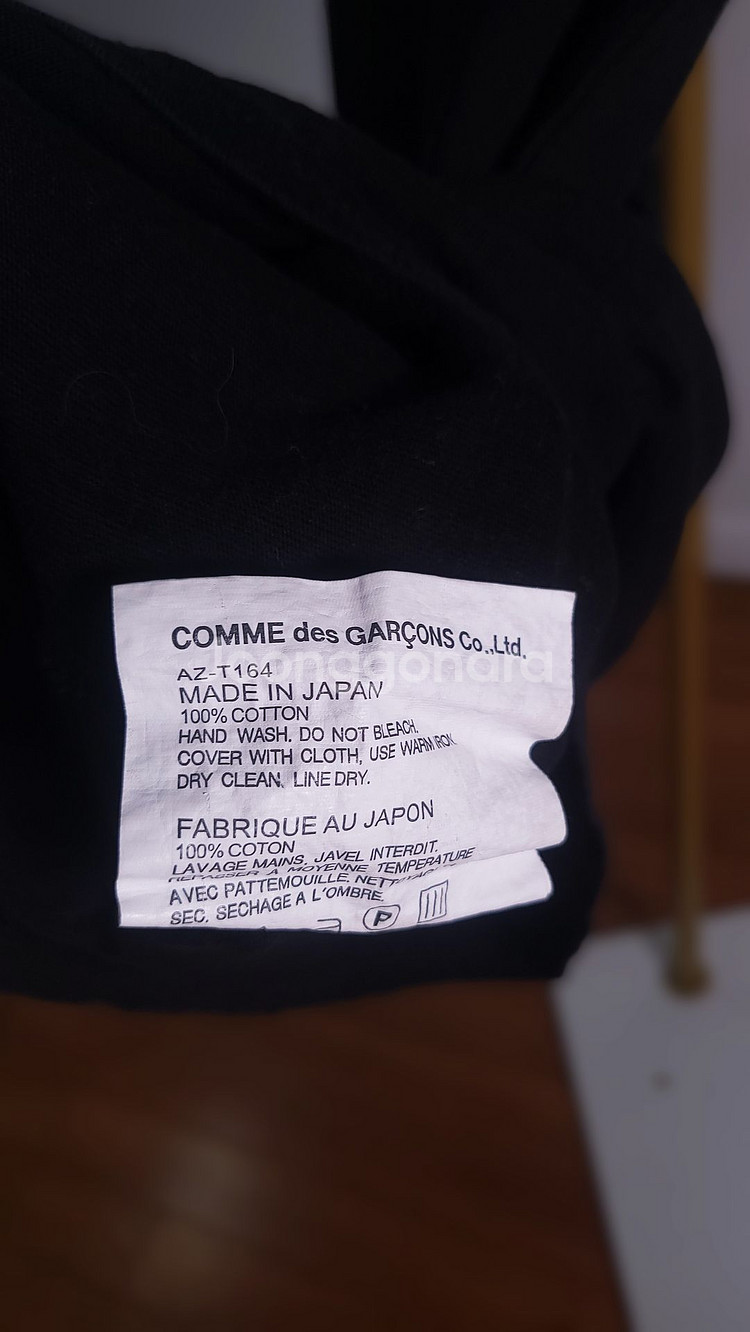 COMME des GARÇONS Co.,Ltd.
AZ-T164
MADE IN JAPAN
100% COTTON
HAND WASH. DO NOT BLEACH.
COVER WITH CLOTH, USE WARM IRON
DRY CLEAN, LINE DRY.
FABRIQUE AU JAPON
100% COTON
LAVAGE MAINS. JAVEL INTERDIT.
REPASSER A MOYENNE TEMPERATURE
AVEC PATTEMOUILLE.
SEC. SECHAGE A L'OMBRE.
P